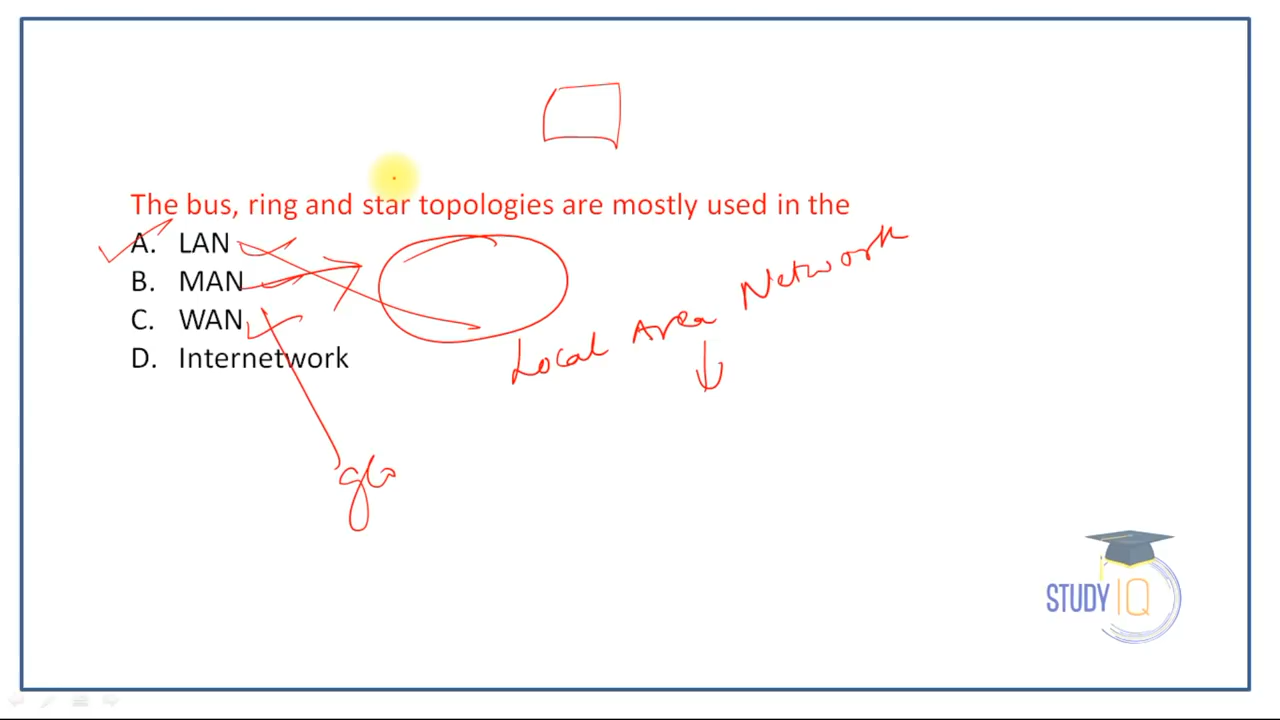 The bus, ring and star topologies are mostly used in the
A. LAN
B. MAN
C. WAN
D. Internetwork
Local Area Network
glo
STUDY IQ